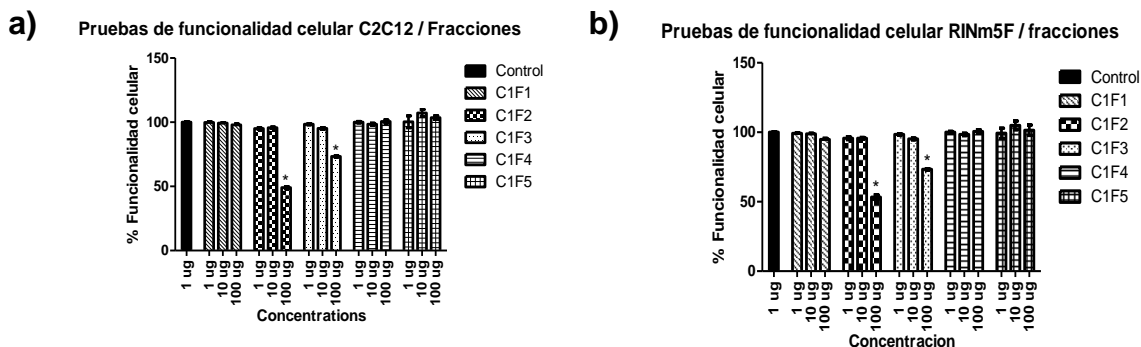 a)
Pruebas de funcionalidad celular C2C12 / Fracciones
% Funcionalidad celular
150
100
50
0
1 ug
1 ug
10 ug
100 ug
1 ug
10 ug
100 ug
*
1 ug
10 ug
100 ug
*
1 ug
10 ug
100 ug
1 ug
10 ug
100 ug
Concentrations
Control
C1F1
C1F2
C1F3
C1F4
C1F5
b)
Pruebas de funcionalidad celular RINm5F / fracciones
% Funcionalidad celular
150
100
50
0
1 ug
1 ug
10 ug
100 ug
1 ug
10 ug
100 ug
*
1 ug
10 ug
100 ug
*
1 ug
10 ug
100 ug
1 ug
10 ug
100 ug
Concentracion
Control
C1F1
C1F2
C1F3
C1F4
C1F5